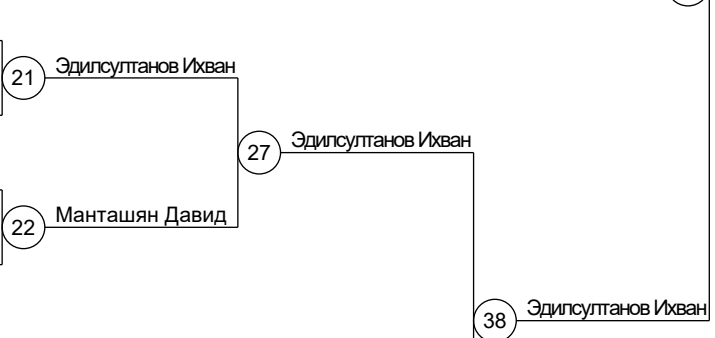 21 Эдилсултанов Ихван
27 Эдилсултанов Ихван
22 Манташян Давид
38 Эдилсултанов Ихван